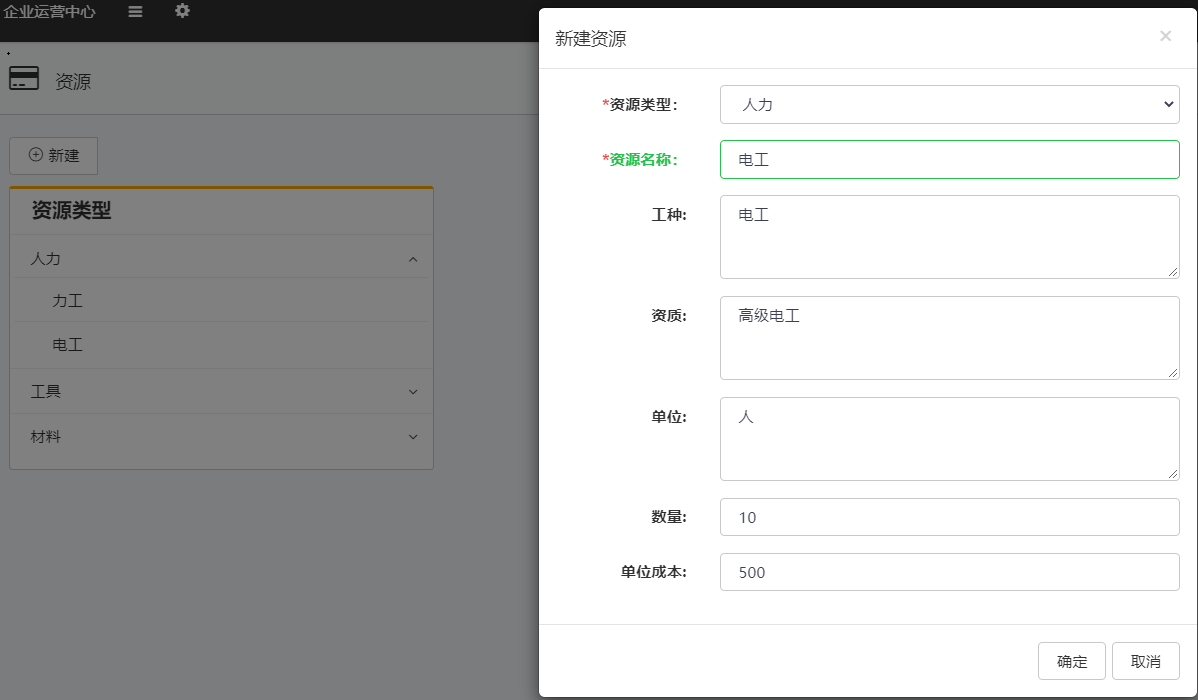 企业运营中心
资源
新建
资源类型
人力
力工
电工
工具
材料
新建资源
×
*资源类型:
人力
*资源名称:
电工
工种:
电工
资质:
高级电工
单位:
人
数量:
10
单位成本:
500
确定
取消